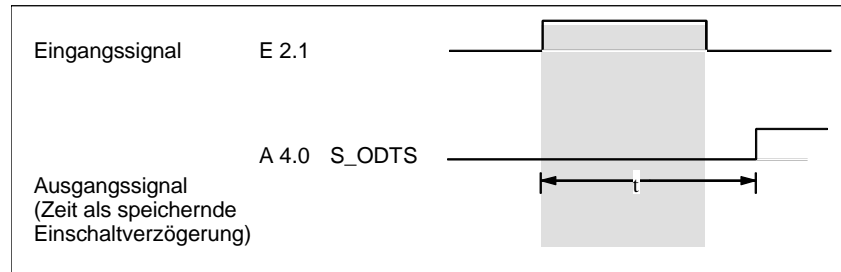 Eingangssignal E 2.1
A 4.0 S_ODTS
t
Ausgangssignal
(Zeit als speichernde
Einschaltverzögerung)